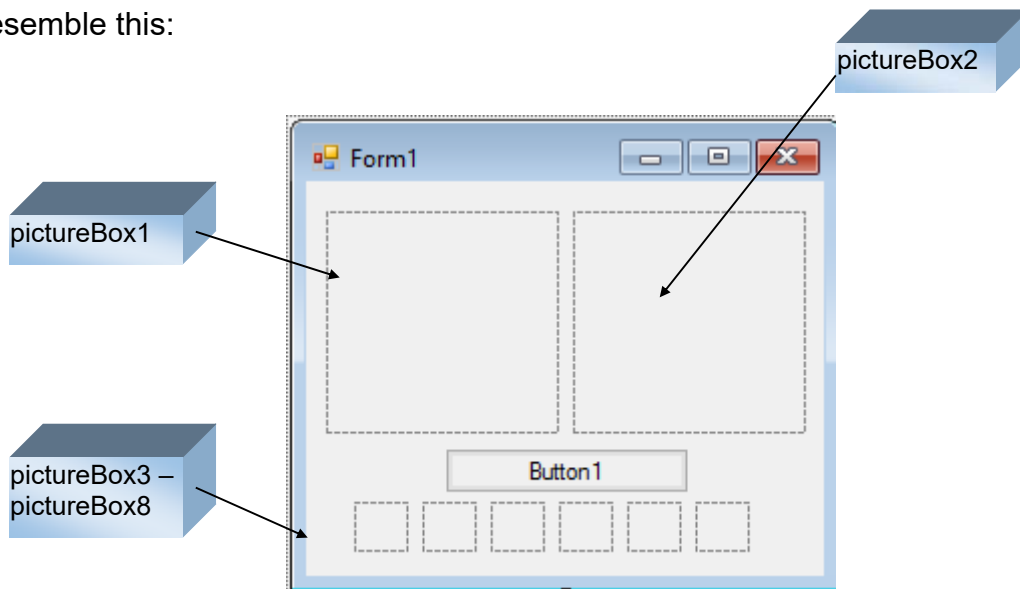 esemble this:
pictureBox2
Form1
pictureBox1
pictureBox3 –
pictureBox8
Button1